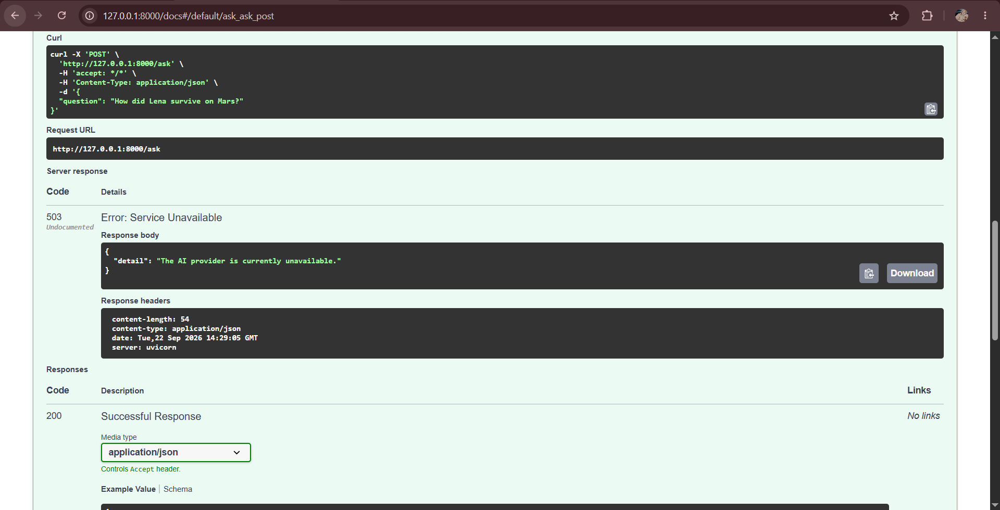 127.0.0.1:8000/docs#/default/ask_ask_post
Curl
curl -X 'POST' \
'http://127.0.0.1:8000/ask' \
-H 'accept: */*' \
-H 'Content-Type: application/json' \
-d '{
"question": "How did Lena survive on Mars?"
}'
Request URL
http://127.0.0.1:8000/ask
Server response
Code Details
503 Error: Service Unavailable
Undocumented
Response body
{
"detail": "The AI provider is currently unavailable."
}
Download
Response headers
content-length: 54
content-type: application/json
date: Tue,22 Sep 2026 14:29:05 GMT
server: uvicorn
Responses
Code Description Links
200 Successful Response No links
Media type
application/json
Controls Accept header.
Example Value Schema